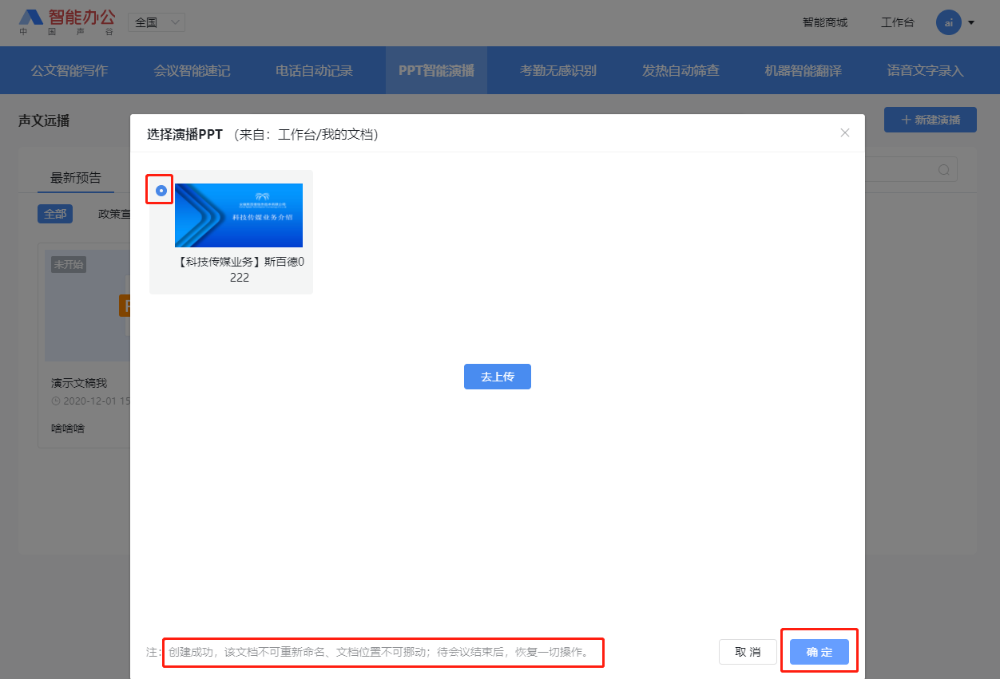 智能办公
中国声谷
全国
智能商城
工作台
ai
公文智能写作
会议智能速记
电话自动记录
PPT智能演播
考勤无感识别
发热自动筛查
机器智能翻译
语音文字录入
声文远播
新建演播
选择演播PPT （来自：工作台/我的文档）
最新预告
全部
政策宣
未开始
科技传媒业务介绍
【科技传媒业务】斯百德0
222
去上传
演示文稿我
2020-12-01 15
啥啥啥
注：创建成功，该文档不可重新命名、文档位置不可挪动；待会议结束后，恢复一切操作。
取 消
确 定